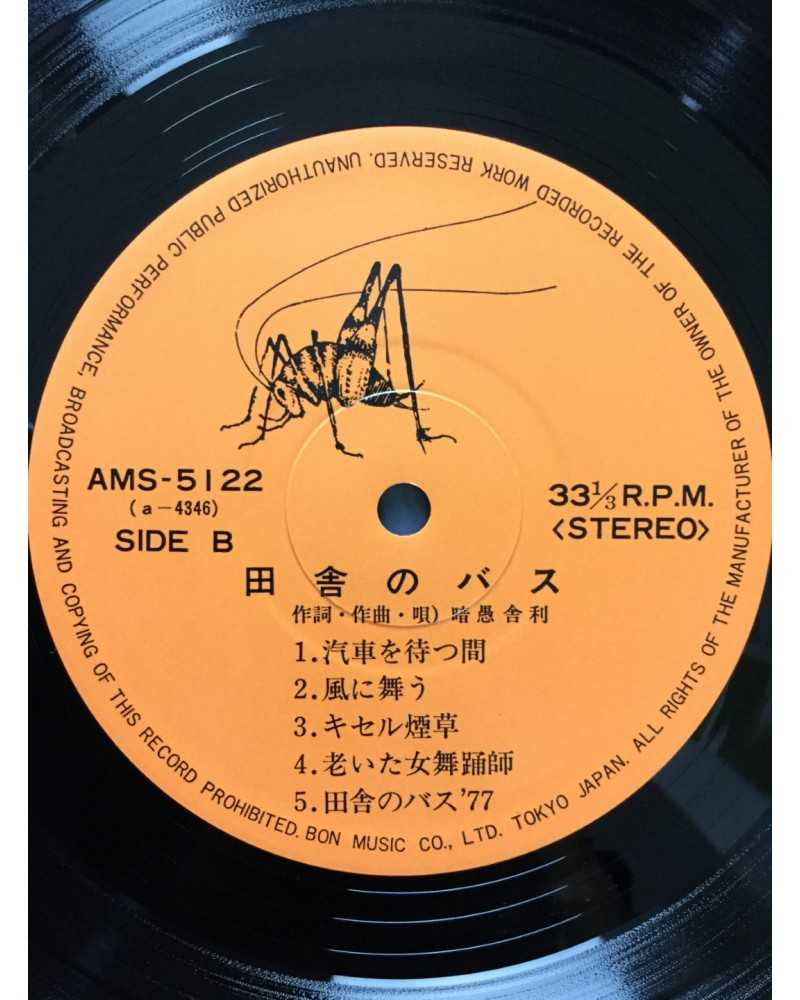 AMS-5122
(a-4346)
SIDE B
33⅓ R.P.M.
<STEREO>
田舎のバス
作詞・作曲・唄) 暗愚舎利
1.汽車を待つ間
2.風に舞う
3.キセル煙草
4.老いた女舞踊師
5.田舎のバス'77
BON MUSIC CO., LTD. TOKYO JAPAN. ALL RIGHTS OF THE MANUFACTURER OF THE OWNER OF THE RECORDED WORK RESERVED. UNAUTHORIZED PUBLIC PERFORMANCE, BROADCASTING AND COPYING OF THIS RECORD PROHIBITED.